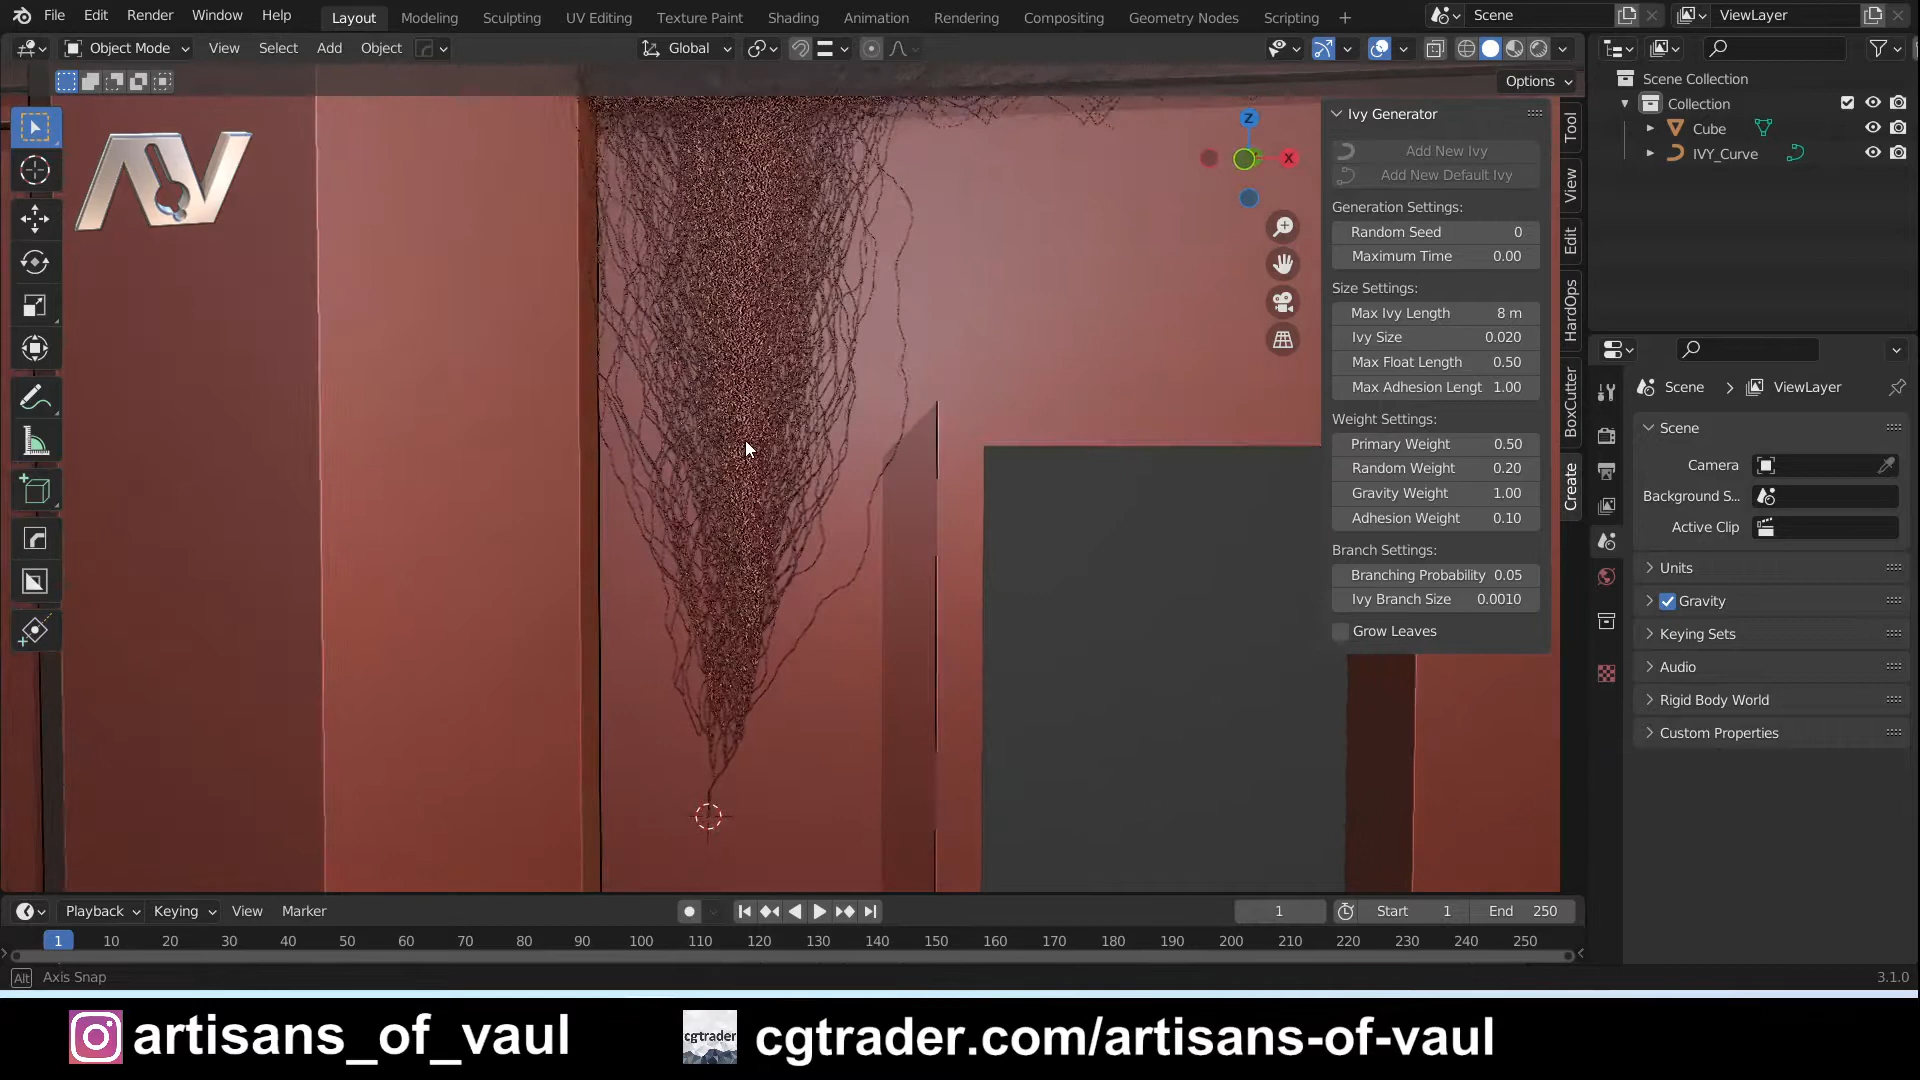 File Edit Render Window Help Layout Modeling Sculpting UV Editing Texture Paint Shading Animation Rendering Compositing Geometry Nodes Scripting + Scene ViewLayer
Object Mode View Select Add Object Global
Options
Scene Collection
Collection
Cube
IVY_Curve
Z
X
Tool
View
Edit
HardOps
BoxCutter
Create
Ivy Generator
Add New Ivy
Add New Default Ivy
Generation Settings:
Random Seed 0
Maximum Time 0.00
Size Settings:
Max Ivy Length 8 m
Ivy Size 0.020
Max Float Length 0.50
Max Adhesion Lengt 1.00
Weight Settings:
Primary Weight 0.50
Random Weight 0.20
Gravity Weight 1.00
Adhesion Weight 0.10
Branch Settings:
Branching Probability 0.05
Ivy Branch Size 0.0010
Grow Leaves
Scene > ViewLayer
Scene
Camera
Background S...
Active Clip
Units
Gravity
Keying Sets
Audio
Rigid Body World
Custom Properties
Playback Keying View Marker 1 Start 1 End 250
1 10 20 30 40 50 60 70 80 90 100 110 120 130 140 150 160 170 180 190 200 210 220 230 240 250
Alt Axis Snap 3.1.0
artisans_of_vaul cgtrader cgtrader.com/artisans-of-vaul